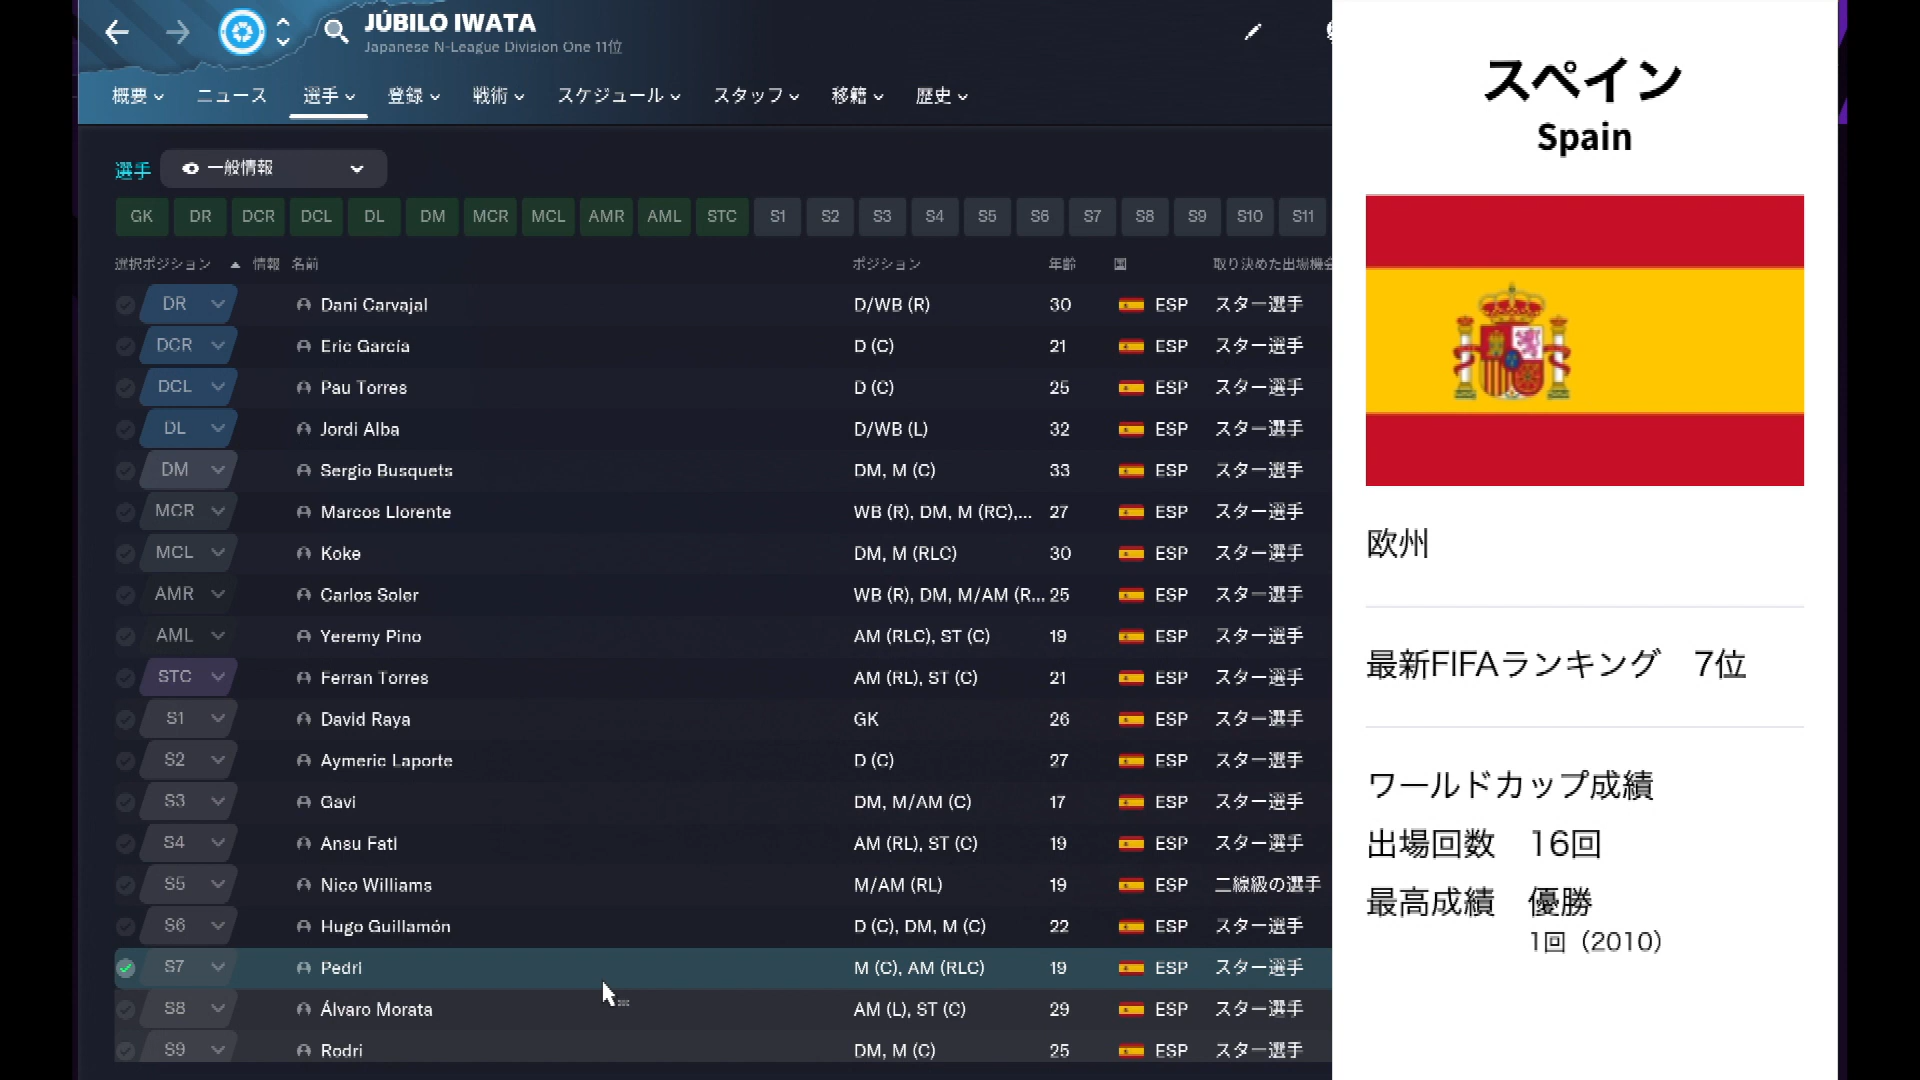 JÚBILO IWATA
Japanese N-League Division One 11位
概要 ニュース 選手 登録 戦術 スケジュール スタッフ 移籍 歴史
選手 一般情報
GK DR DCR DCL DL DM MCR MCL AMR AML STC S1 S2 S3 S4 S5 S6 S7 S8 S9 S10 S11
選択ポジション 情報 名前 ポジション 年齢 国 取り決めた出場機会
DR Dani Carvajal D/WB (R) 30 ESP スター選手
DCR Eric García D (C) 21 ESP スター選手
DCL Pau Torres D (C) 25 ESP スター選手
DL Jordi Alba D/WB (L) 32 ESP スター選手
DM Sergio Busquets DM, M (C) 33 ESP スター選手
MCR Marcos Llorente WB (R), DM, M (RC),... 27 ESP スター選手
MCL Koke DM, M (RLC) 30 ESP スター選手
AMR Carlos Soler WB (R), DM, M/AM (R... 25 ESP スター選手
AML Yeremy Pino AM (RLC), ST (C) 19 ESP スター選手
STC Ferran Torres AM (RL), ST (C) 21 ESP スター選手
S1 David Raya GK 26 ESP スター選手
S2 Aymeric Laporte D (C) 27 ESP スター選手
S3 Gavi DM, M/AM (C) 17 ESP スター選手
S4 Ansu Fati AM (RL), ST (C) 19 ESP スター選手
S5 Nico Williams M/AM (RL) 19 ESP 二線級の選手
S6 Hugo Guillamón D (C), DM, M (C) 22 ESP スター選手
S7 Pedri M (C), AM (RLC) 19 ESP スター選手
S8 Álvaro Morata AM (L), ST (C) 29 ESP スター選手
S9 Rodri DM, M (C) 25 ESP スター選手
スペイン
Spain
欧州
最新FIFAランキング 7位
ワールドカップ成績
出場回数 16回
最高成績 優勝
1回（2010）